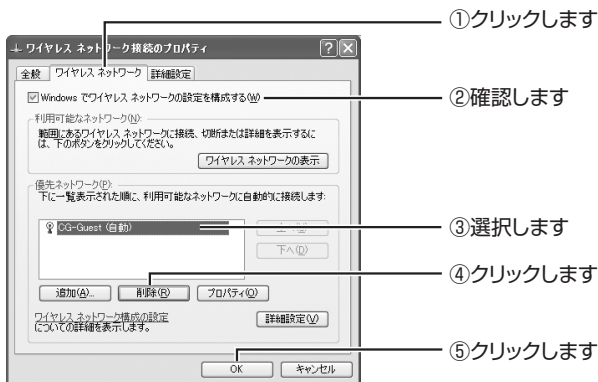 ①クリックします
ワイヤレス ネットワーク接続のプロパティ
全般 ワイヤレス ネットワーク 詳細設定
Windows でワイヤレス ネットワークの設定を構成する(W)
②確認します
利用可能なネットワーク(N):
範囲にあるワイヤレス ネットワークに接続、切断または詳細を表示するに
は、下のボタンをクリックしてください。
ワイヤレス ネットワークの表示
優先ネットワーク(P):
下に一覧表示された順に、利用可能なネットワークに自動的に接続します:
CG-Guest (自動)
③選択します
下へ(D)
④クリックします
追加(A)... 削除(R) プロパティ(O)
ワイヤレス ネットワーク構成の設定
についての詳細を表示します。
詳細設定(V)
⑤クリックします
OK キャンセル